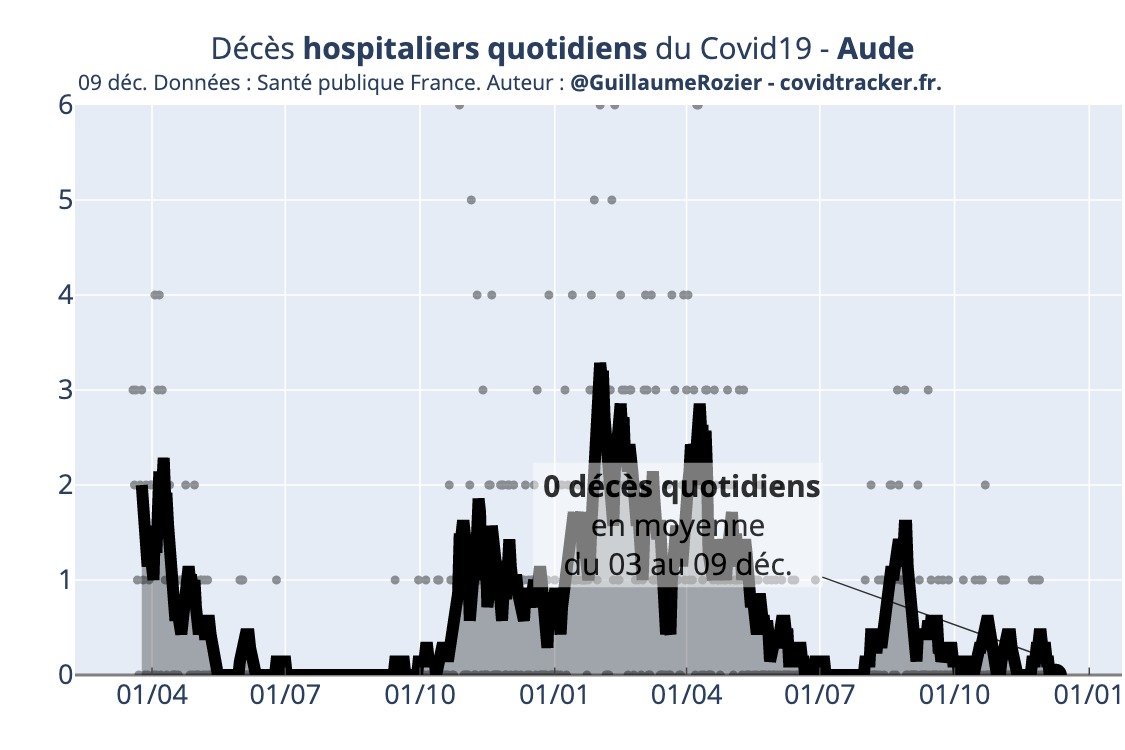 Décès hospitaliers quotidiens du Covid19 - Aude
09 déc. Données : Santé publique France. Auteur : @GuillaumeRozier - covidtracker.fr.
6
5
4
3
2
1
0
0 décès quotidiens
en moyenne
du 03 au 09 déc.
01/04 01/07 01/10 01/01 01/04 01/07 01/10 01/01